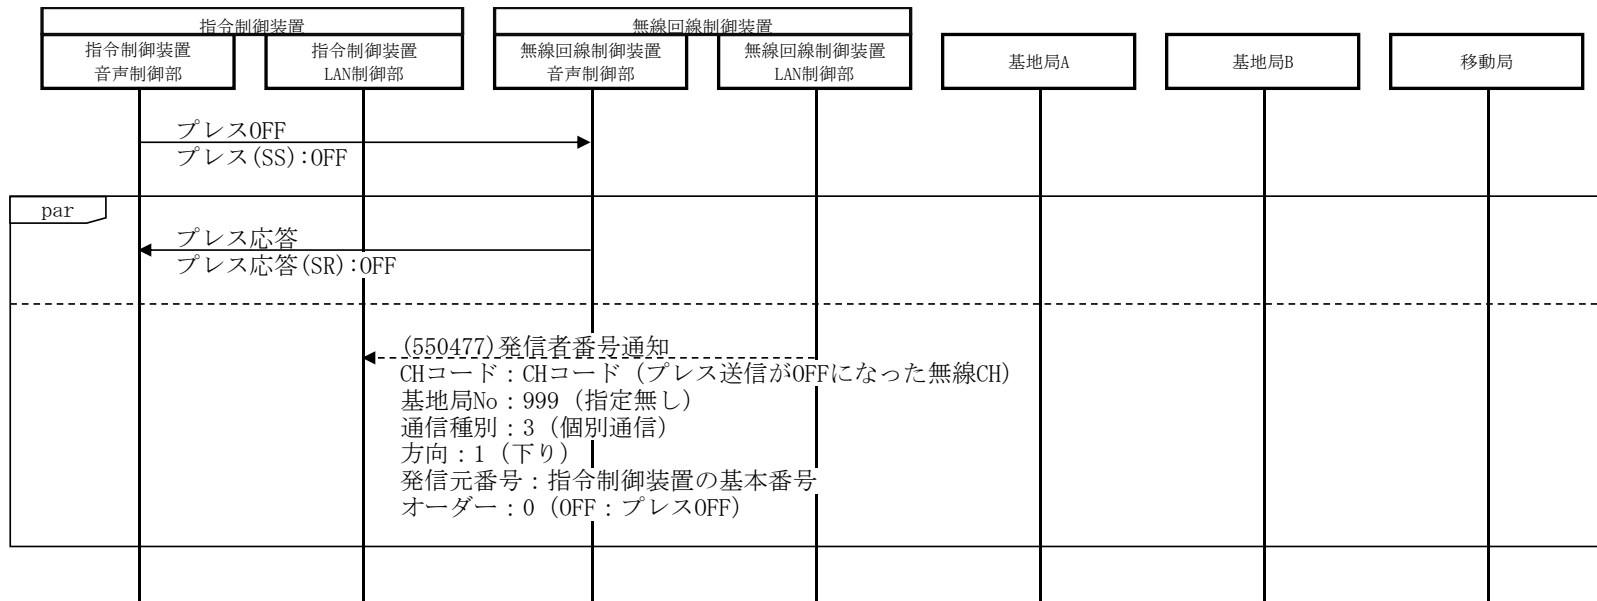 指令制御装置
無線回線制御装置
指令制御装置
音声制御部
指令制御装置
LAN制御部
無線回線制御装置
音声制御部
無線回線制御装置
LAN制御部
基地局A
基地局B
移動局
プレスOFF
プレス(SS):OFF
par
プレス応答
プレス応答(SR):OFF
(550477)発信者番号通知
CHコード：CHコード（プレス送信がOFFになった無線CH）
基地局No：999（指定無し）
通信種別：3（個別通信）
方向：1（下り）
発信元番号：指令制御装置の基本番号
オーダー：0（OFF：プレスOFF）